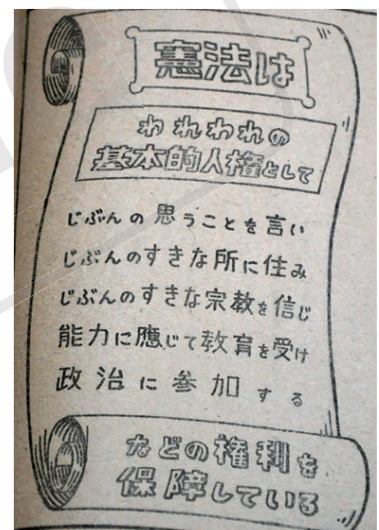 憲法は
われわれの
基本的人権として
じぶんの思うことを言い
じぶんのすきな所に住み
じぶんのすきな宗教を信じ
能力に應じて教育を受け
政治に参加する
などの権利を
保障している